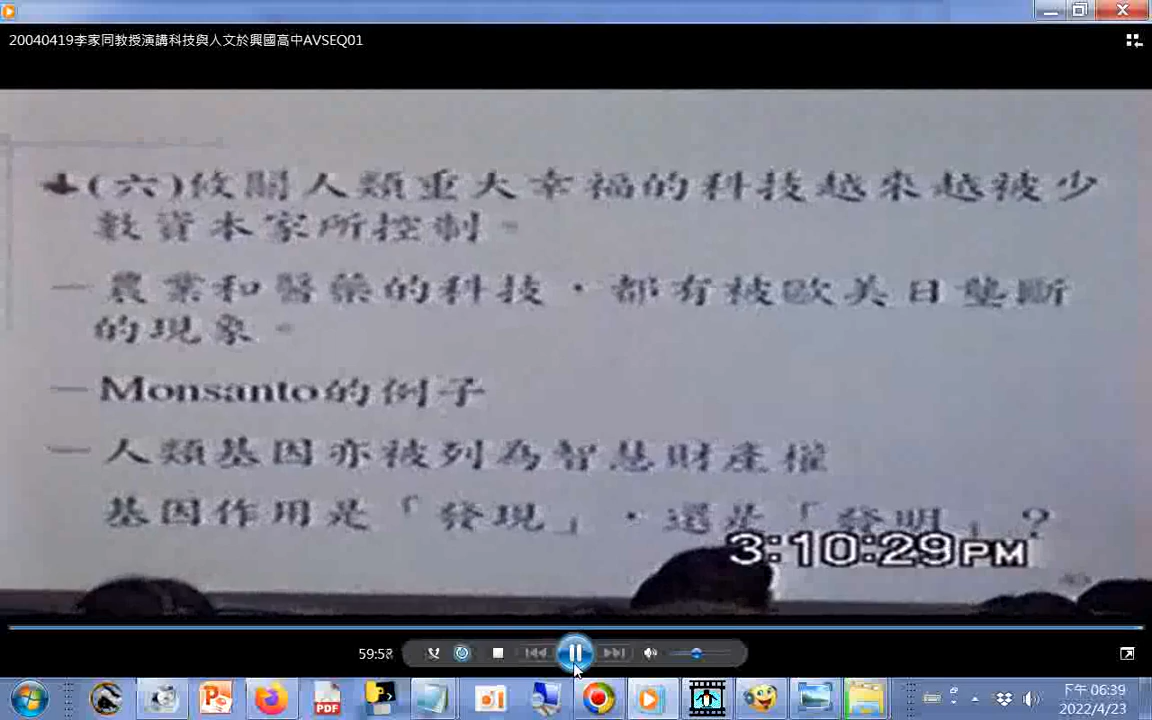 20040419李家同教授演講科技與人文於興國高中AVSEQ01
(六)攸關人類重大幸福的科技越來越被少
數資本家所控制。
— 農業和醫藥的科技,都有被歐美日壟斷
的現象。
— Monsanto的例子
— 人類基因亦被列為智慧財產權
基因作用是「發現」,還是「發明」?
3:10:29PM
59:53
PDF
下午 06:39
2022/4/23